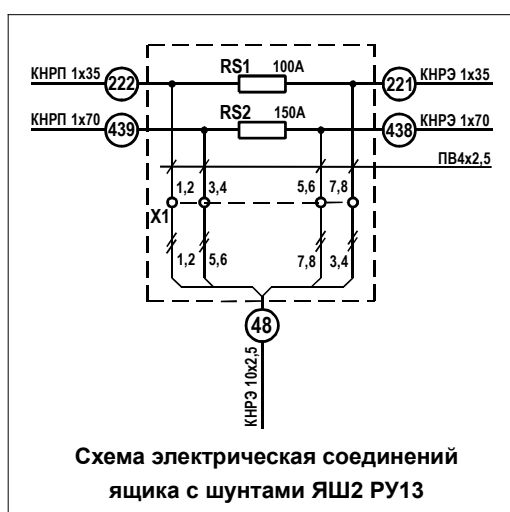 RS1 100А
КНРП 1х35 222 221 КНРЭ 1х35
RS2 150А
КНРП 1х70 439 438 КНРЭ 1х70
ПВ4х2,5
1,2 3,4 5,6 7,8
X1
1,2 5,6 7,8 3,4
48
КНРЭ 10х2,5
Схема электрическая соединений
ящика с шунтами ЯШ2 РУ13